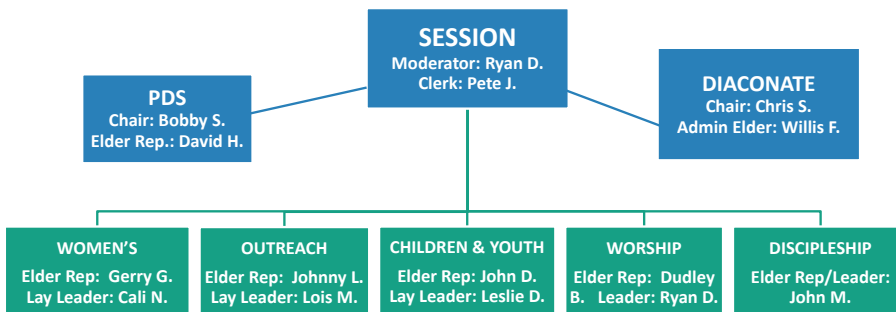 SESSION
Moderator: Ryan D.
Clerk: Pete J.
PDS
Chair: Bobby S.
Elder Rep.: David H.
DIACONATE
Chair: Chris S.
Admin Elder: Willis F.
WOMEN'S
Elder Rep: Gerry G.
Lay Leader: Cali N.
OUTREACH
Elder Rep: Johnny L.
Lay Leader: Lois M.
CHILDREN & YOUTH
Elder Rep: John D.
Lay Leader: Leslie D.
WORSHIP
Elder Rep: Dudley
B. Leader: Ryan D.
DISCIPLESHIP
Elder Rep/Leader:
John M.